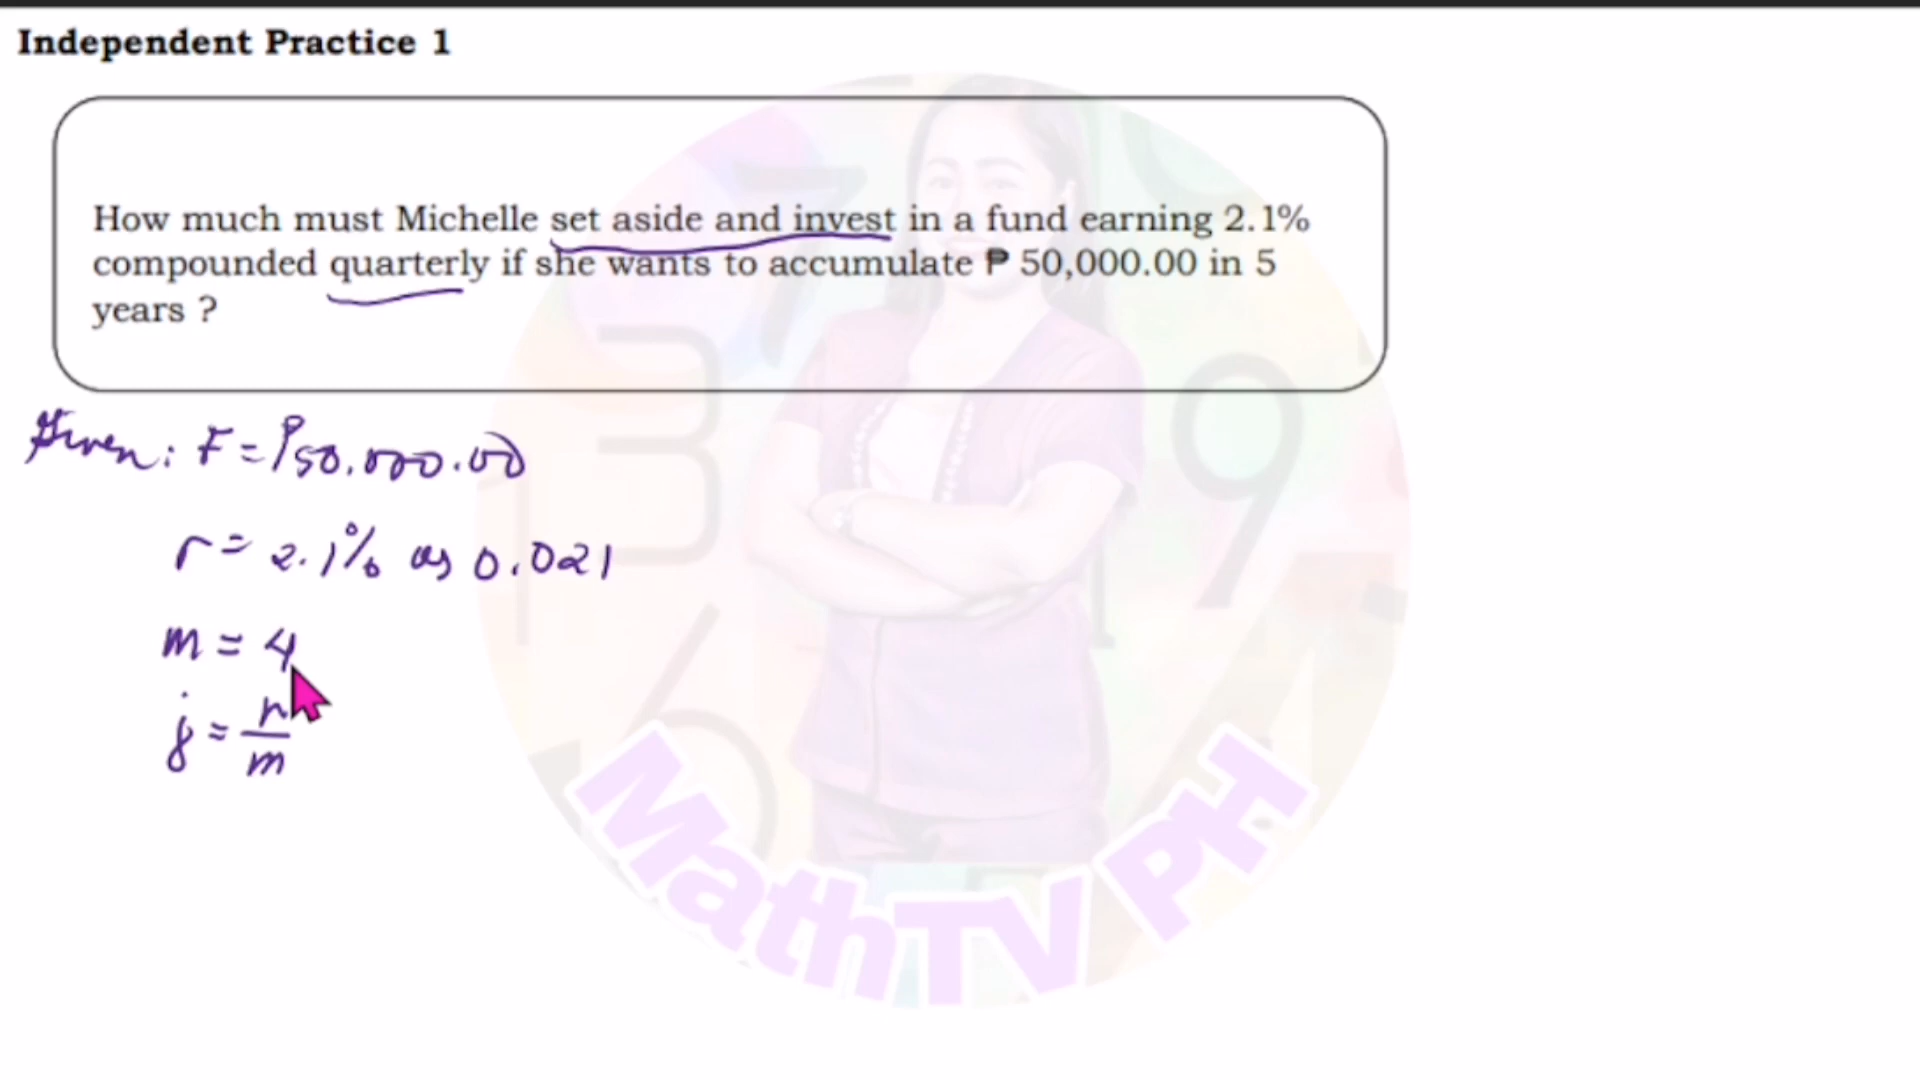 Independent Practice 1
How much must Michelle set aside and invest in a fund earning 2.1%
compounded quarterly if she wants to accumulate ₱ 50,000.00 in 5
years ?
Given: F = ₱50,000.00
r = 2.1% as 0.021
m = 4
j = r/m
MathTV PH